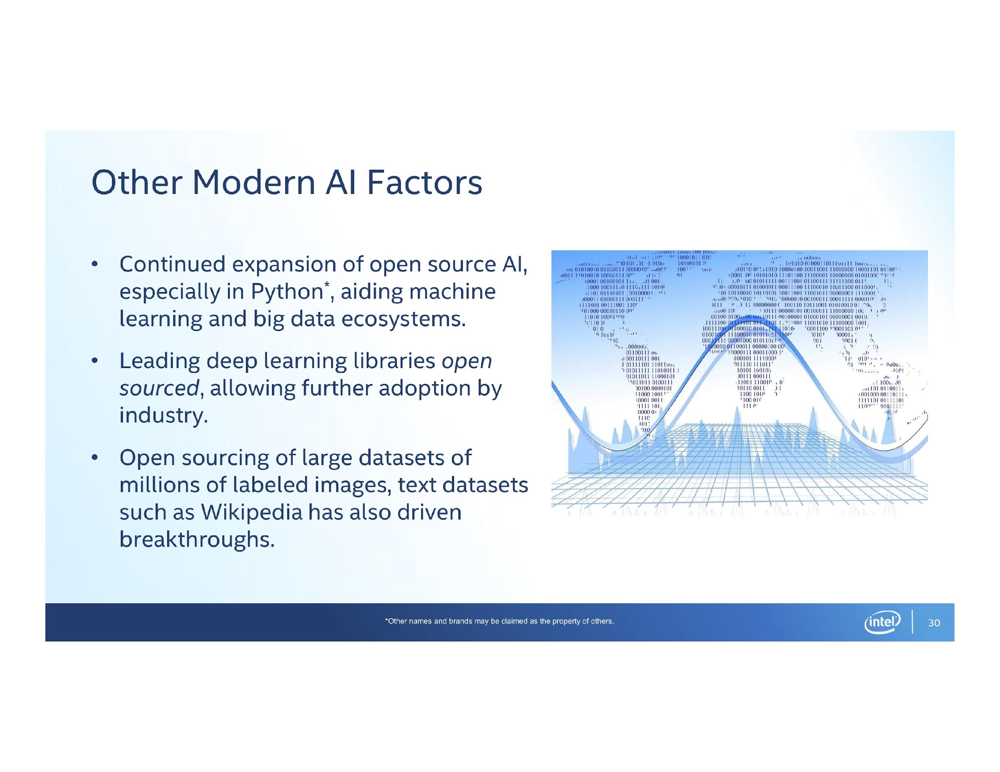 Other Modern AI Factors
• Continued expansion of open source AI,
especially in Python*, aiding machine
learning and big data ecosystems.
• Leading deep learning libraries open
sourced, allowing further adoption by
industry.
• Open sourcing of large datasets of
millions of labeled images, text datasets
such as Wikipedia has also driven
breakthroughs.
*Other names and brands may be claimed as the property of others.
intel
30